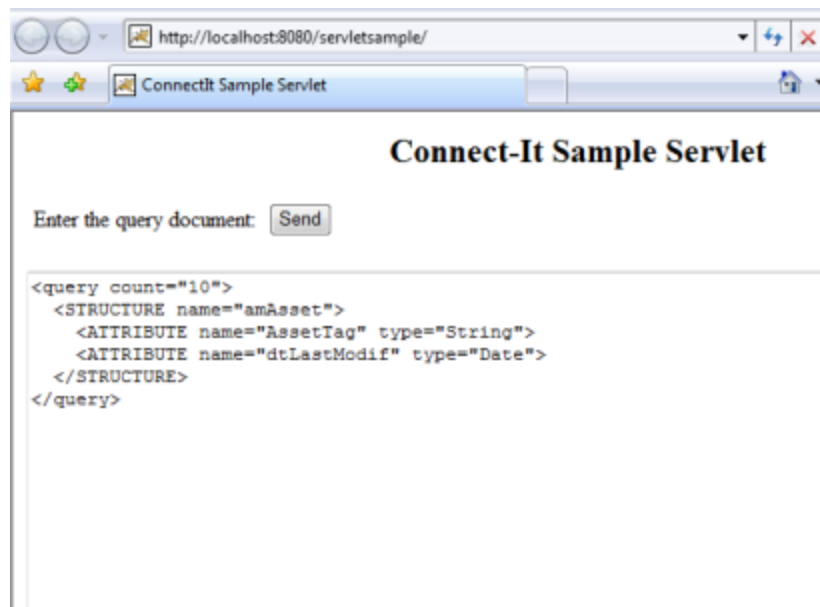 http://localhost:8080/servletsample/
ConnectIt Sample Servlet
Connect-It Sample Servlet
Enter the query document: Send
<query count="10">
  <STRUCTURE name="amAsset">
    <ATTRIBUTE name="AssetTag" type="String">
    <ATTRIBUTE name="dtLastModif" type="Date">
  </STRUCTURE>
</query>